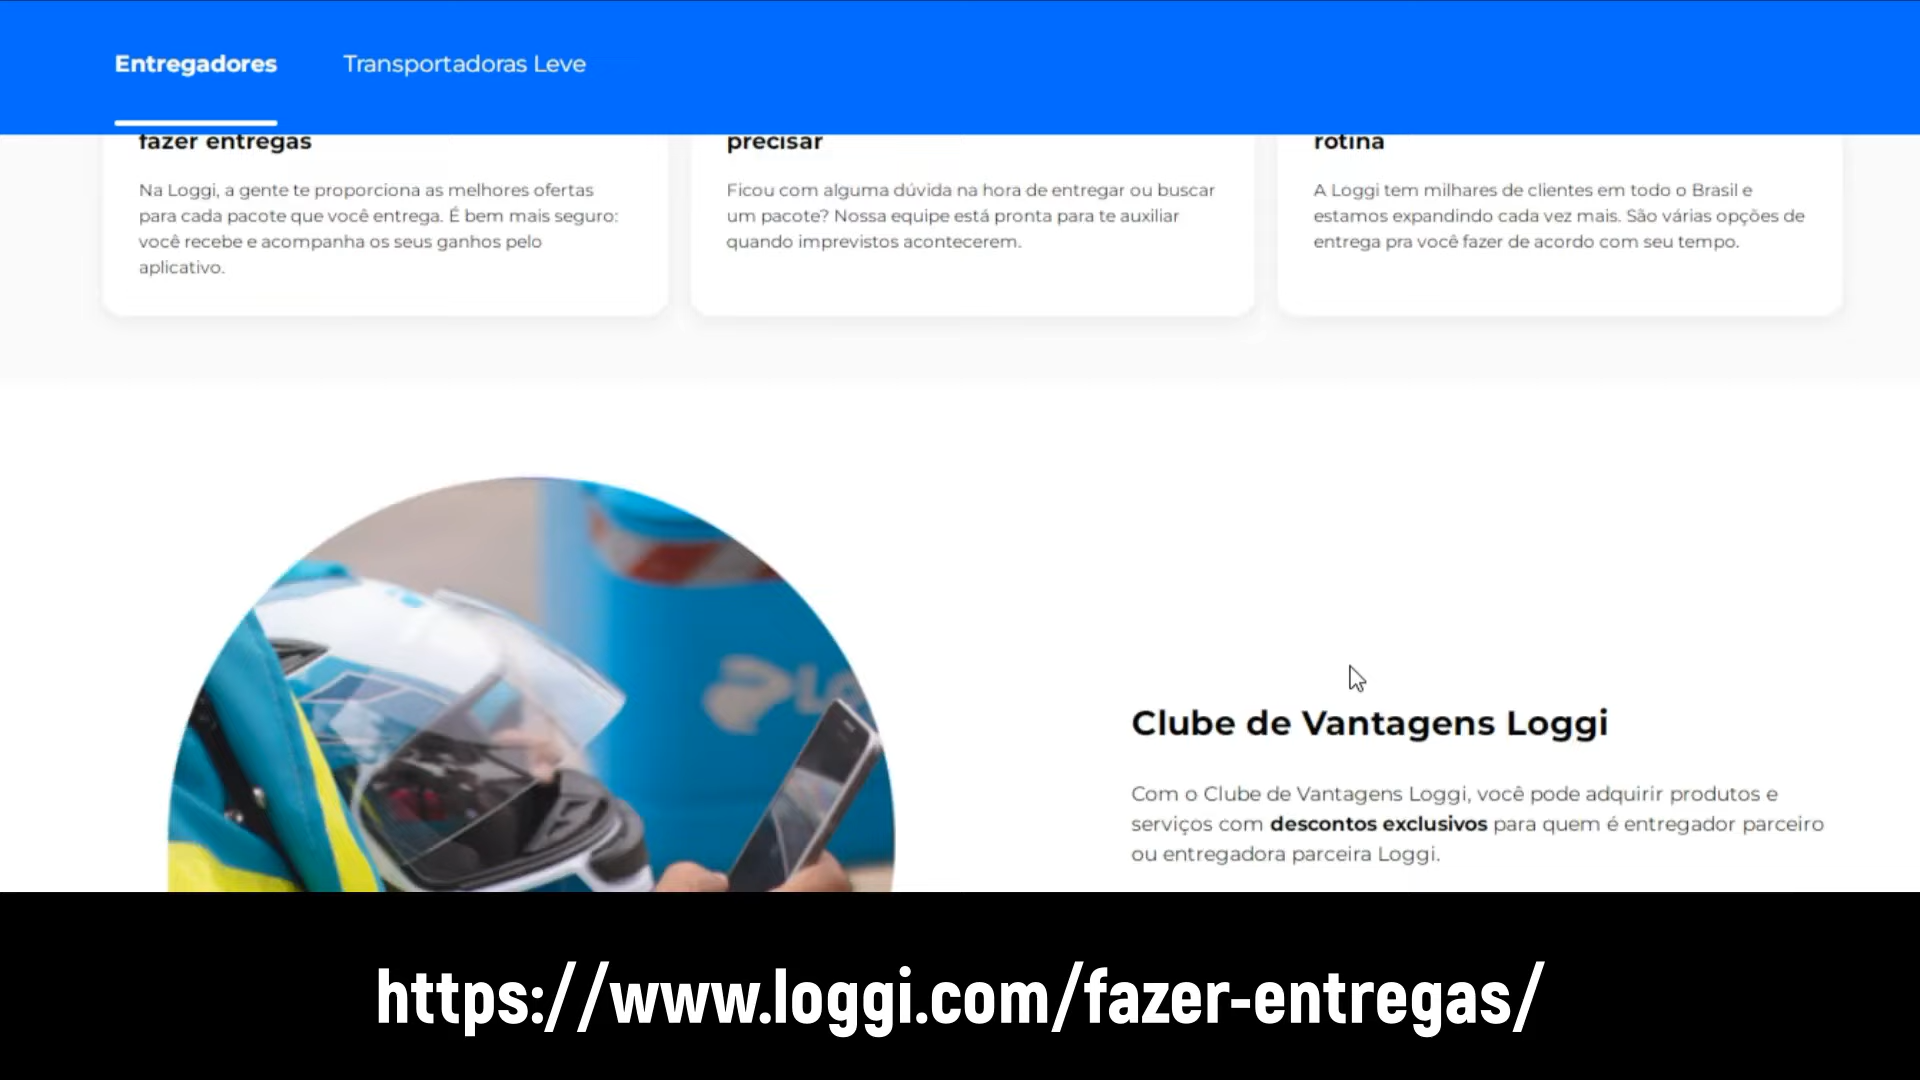 Entregadores
Transportadoras Leve
fazer entregas
Na Loggi, a gente te proporciona as melhores ofertas
para cada pacote que você entrega. É bem mais seguro:
você recebe e acompanha os seus ganhos pelo
aplicativo.
precisar
Ficou com alguma dúvida na hora de entregar ou buscar
um pacote? Nossa equipe está pronta para te auxiliar
quando imprevistos acontecerem.
rotina
A Loggi tem milhares de clientes em todo o Brasil e
estamos expandindo cada vez mais. São várias opções de
entrega pra você fazer de acordo com seu tempo.
Clube de Vantagens Loggi
Com o Clube de Vantagens Loggi, você pode adquirir produtos e
serviços com descontos exclusivos para quem é entregador parceiro
ou entregadora parceira Loggi.
https://www.loggi.com/fazer-entregas/